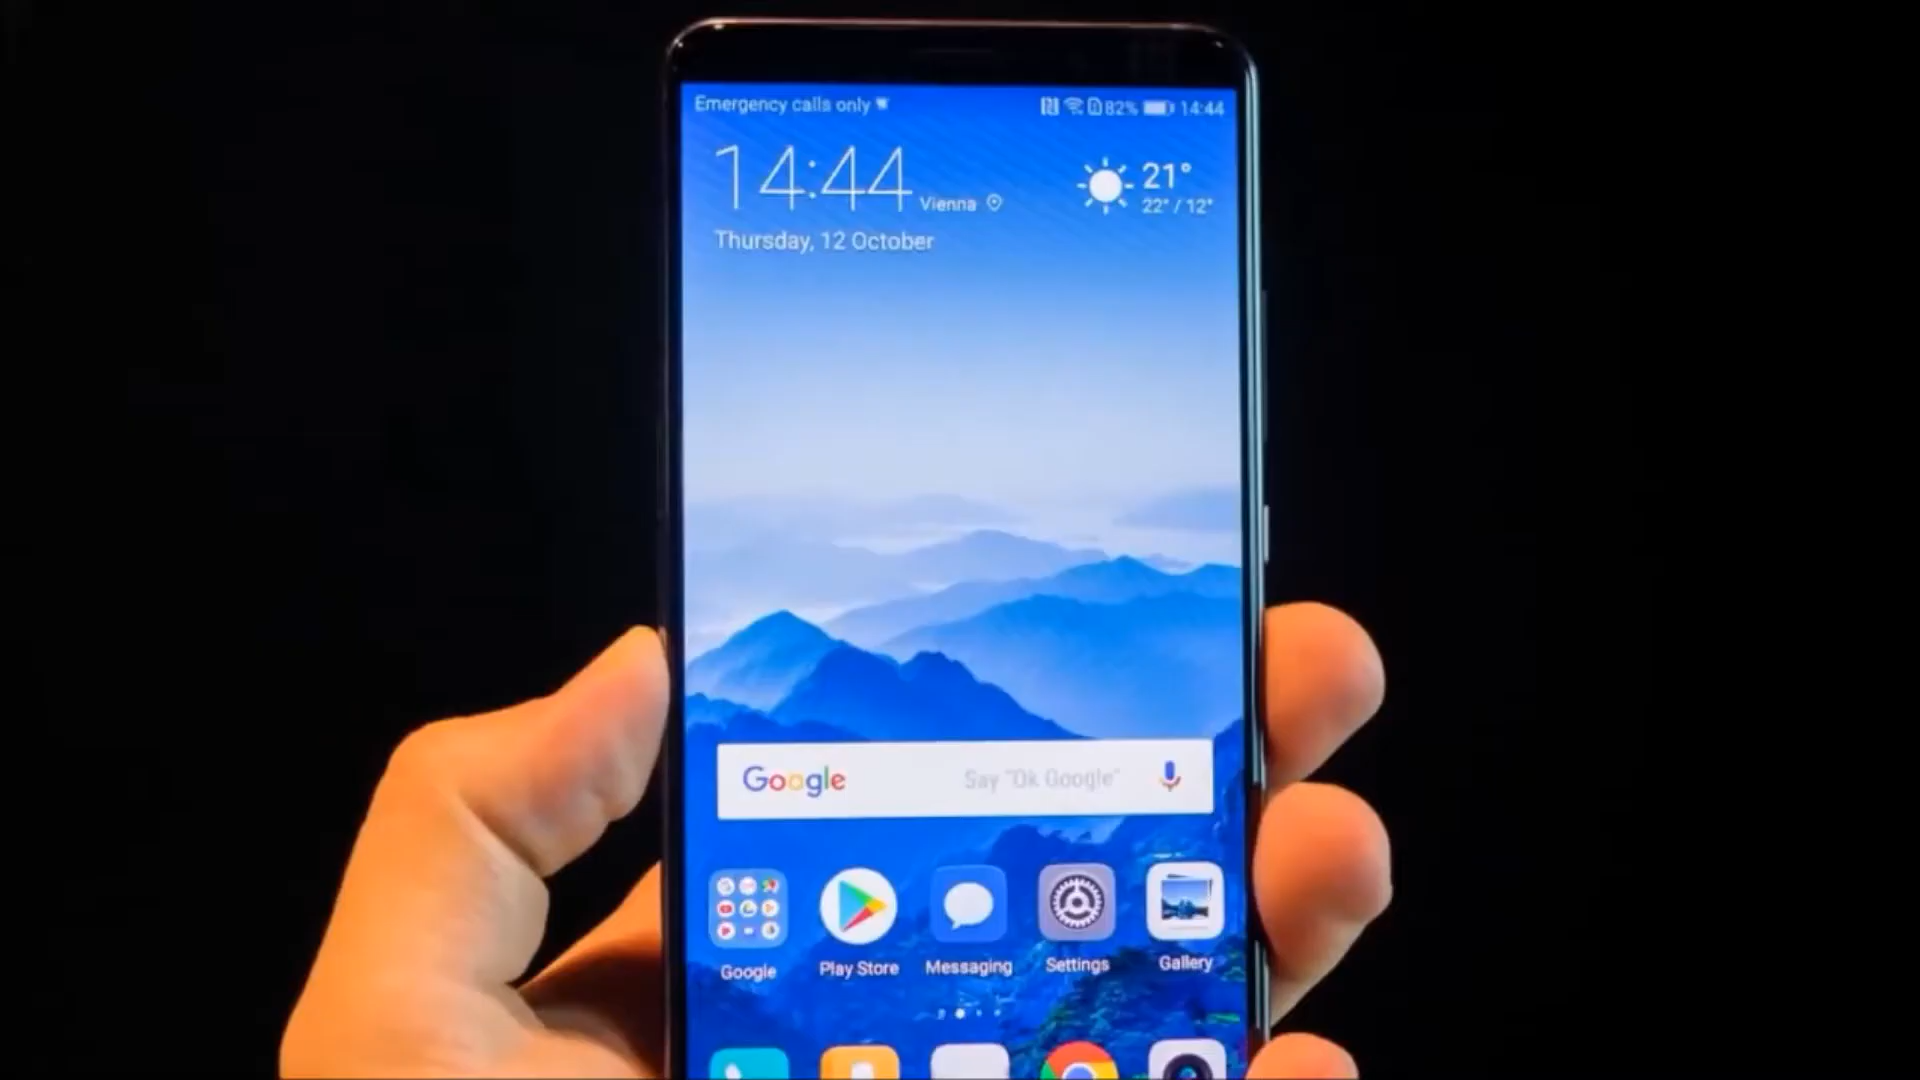 Emergency calls only
82% 14:44
14:44 Vienna
21°
22° / 12°
Thursday, 12 October
Google Say "Ok Google"
Google Play Store Messaging Settings Gallery